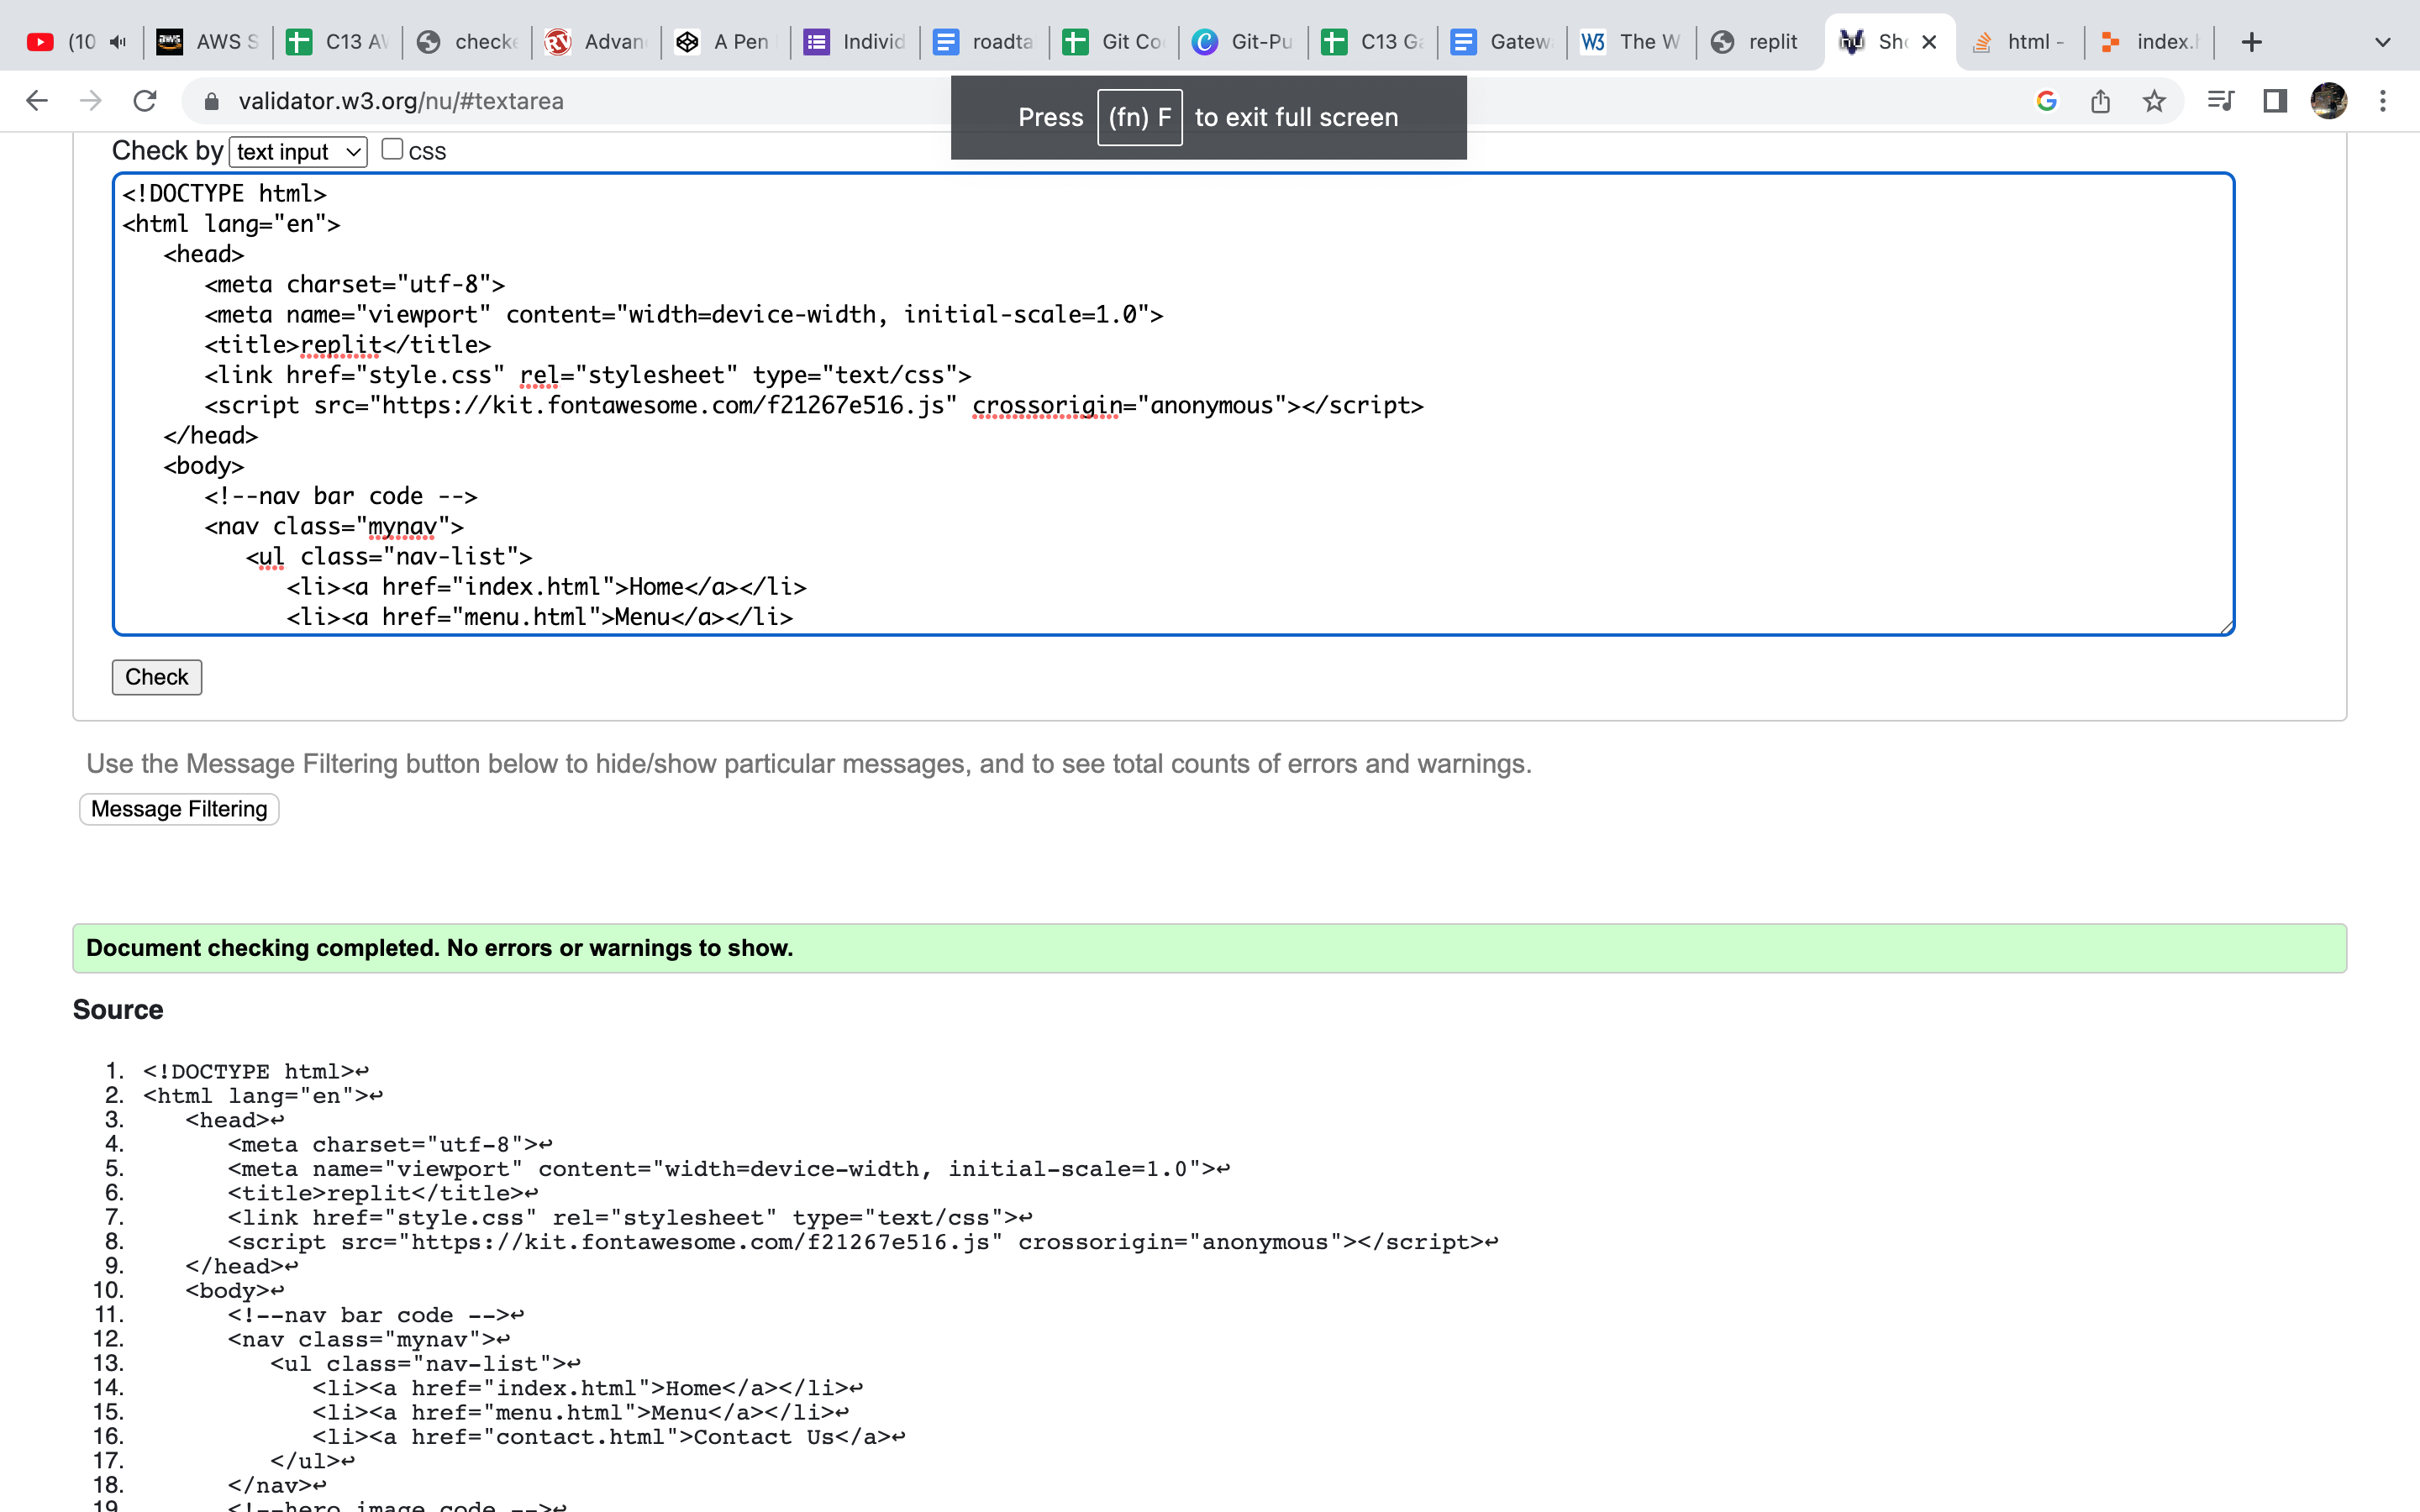 (10
AWS S
C13 AV
checke
Advan
A Pen
Individ
roadta
Git Co
Git-Pu
C13 Ga
Gatew
W3 The W
replit
nu Sho
html -
index.h
validator.w3.org/nu/#textarea
Press (fn) F to exit full screen
Check by text input css
<!DOCTYPE html>
<html lang="en">
<head>
<meta charset="utf-8">
<meta name="viewport" content="width=device-width, initial-scale=1.0">
<title>replit</title>
<link href="style.css" rel="stylesheet" type="text/css">
<script src="https://kit.fontawesome.com/f21267e516.js" crossorigin="anonymous"></script>
</head>
<body>
<!--nav bar code -->
<nav class="mynav">
<ul class="nav-list">
<li><a href="index.html">Home</a></li>
<li><a href="menu.html">Menu</a></li>
Check
Use the Message Filtering button below to hide/show particular messages, and to see total counts of errors and warnings.
Message Filtering
Document checking completed. No errors or warnings to show.
Source
1. <!DOCTYPE html>↩
2. <html lang="en">↩
3. <head>↩
4. <meta charset="utf-8">↩
5. <meta name="viewport" content="width=device-width, initial-scale=1.0">↩
6. <title>replit</title>↩
7. <link href="style.css" rel="stylesheet" type="text/css">↩
8. <script src="https://kit.fontawesome.com/f21267e516.js" crossorigin="anonymous"></script>↩
9. </head>↩
10. <body>↩
11. <!--nav bar code -->↩
12. <nav class="mynav">↩
13. <ul class="nav-list">↩
14. <li><a href="index.html">Home</a></li>↩
15. <li><a href="menu.html">Menu</a></li>↩
16. <li><a href="contact.html">Contact Us</a>↩
17. </ul>↩
18. </nav>↩
19. <!--hero image code -->↩